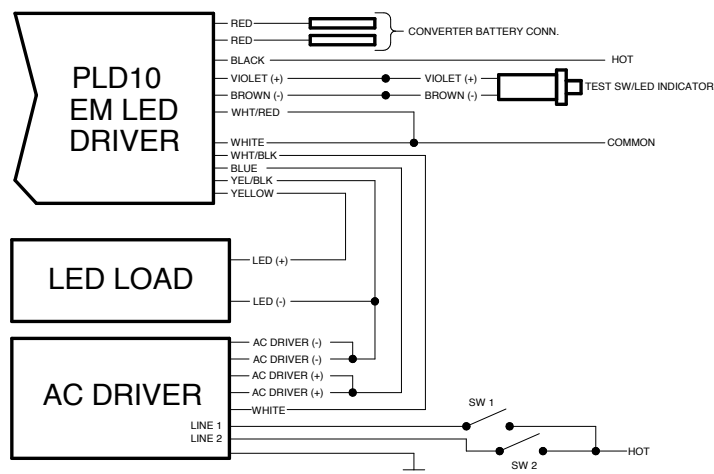 RED
RED
CONVERTER BATTERY CONN.
BLACK
HOT
PLD10
EM LED
DRIVER
VIOLET (+)
VIOLET (+)
BROWN (-)
BROWN (-)
TEST SW/LED INDICATOR
WHT/RED
WHITE
COMMON
WHT/BLK
BLUE
YEL/BLK
YELLOW
LED LOAD
LED (+)
LED (-)
AC DRIVER
AC DRIVER (-)
AC DRIVER (-)
AC DRIVER (+)
AC DRIVER (+)
WHITE
LINE 1
LINE 2
SW 1
SW 2
HOT